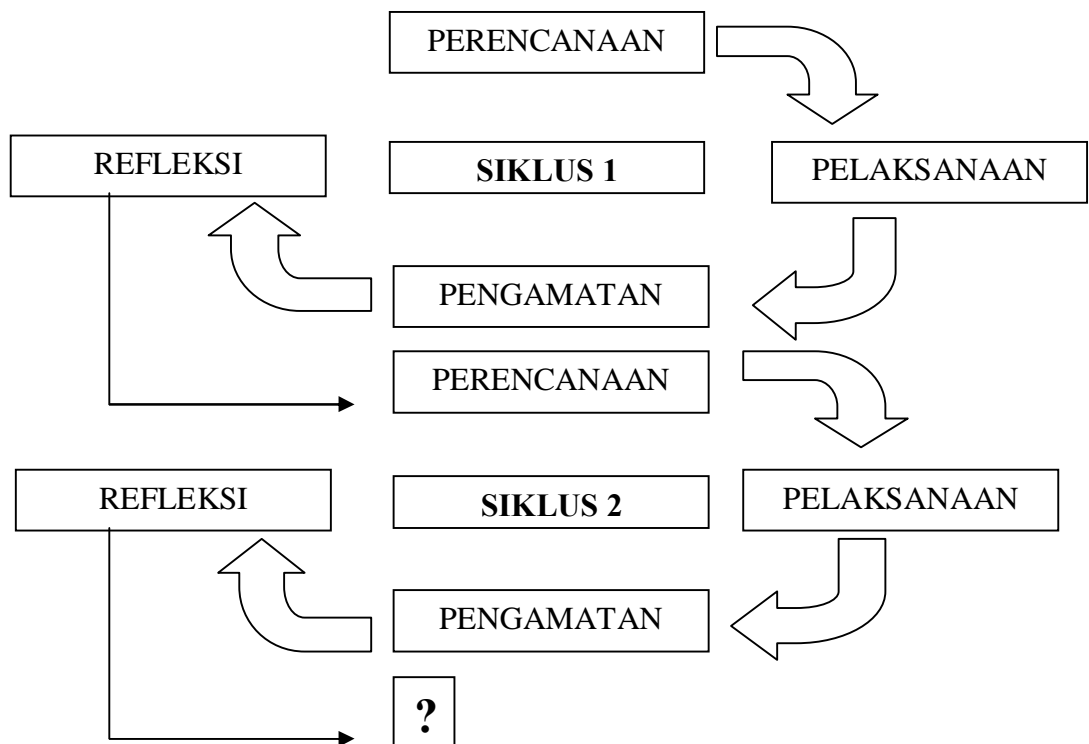 PERENCANAAN
REFLEKSI
SIKLUS 1
PELAKSANAAN
PENGAMATAN
PERENCANAAN
REFLEKSI
SIKLUS 2
PELAKSANAAN
PENGAMATAN
?